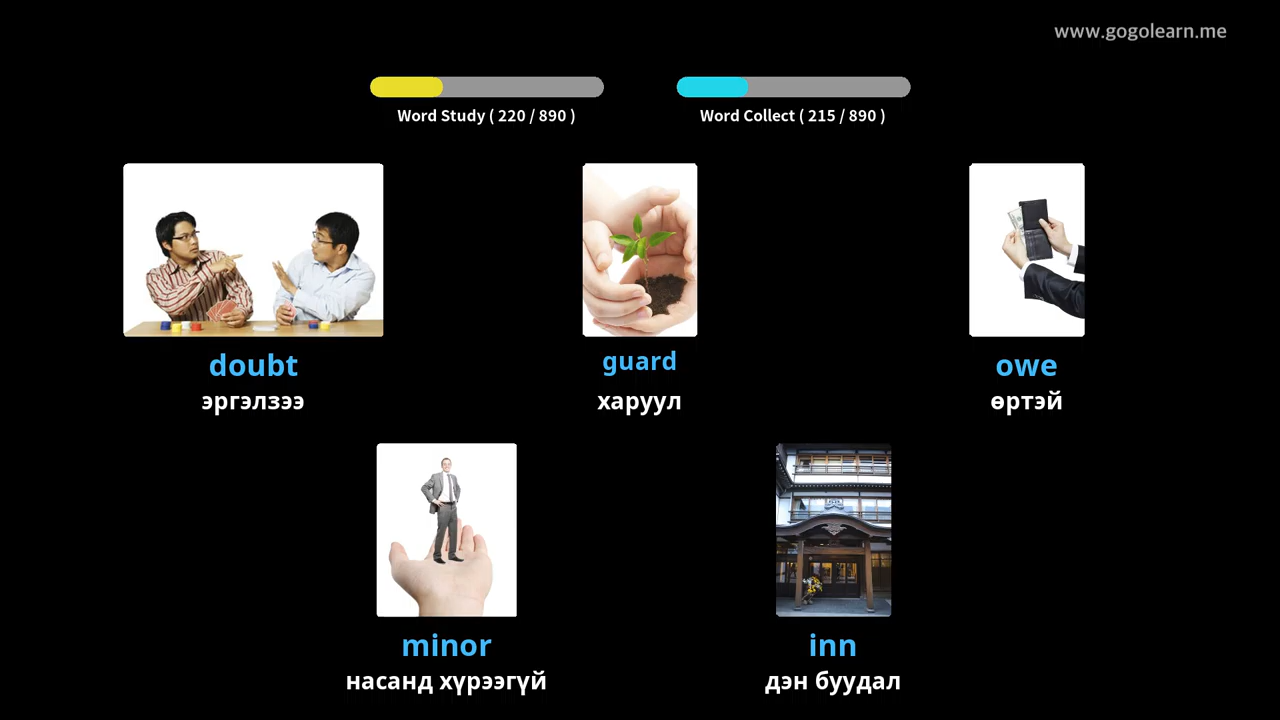 www.gogolearn.me
Word Study ( 220 / 890 )
Word Collect ( 215 / 890 )
doubt
эргэлзээ
guard
харуул
owe
өртэй
minor
насанд хүрээгүй
inn
дэн буудал